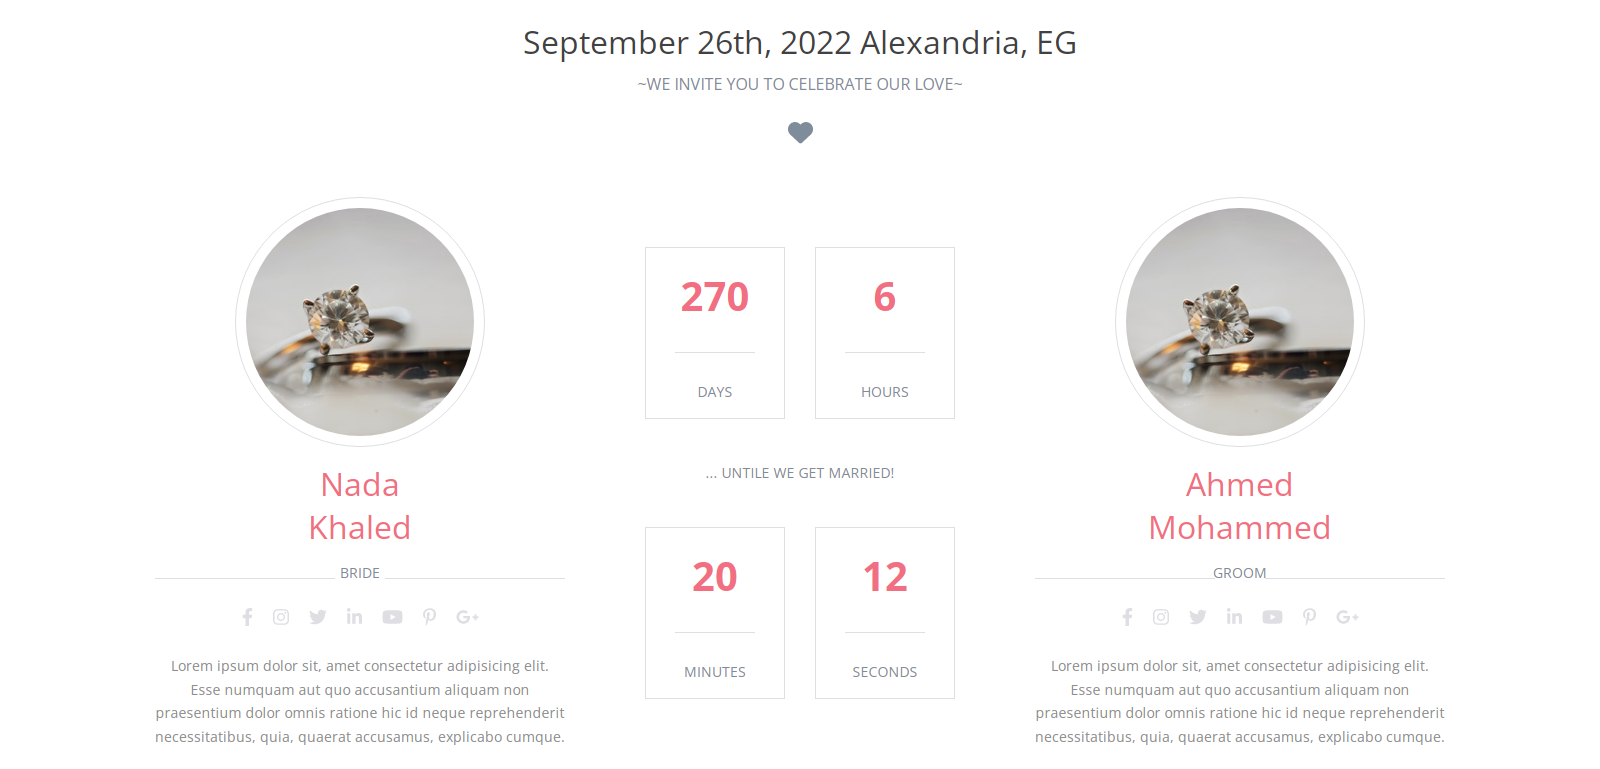 September 26th, 2022 Alexandria, EG
~WE INVITE YOU TO CELEBRATE OUR LOVE~
Nada
Khaled
BRIDE
Lorem ipsum dolor sit, amet consectetur adipisicing elit.
Esse numquam aut quo accusantium aliquam non
praesentium dolor omnis ratione hic id neque reprehenderit
necessitatibus, quia, quaerat accusamus, explicabo cumque.
270
DAYS
6
HOURS
... UNTILE WE GET MARRIED!
20
MINUTES
12
SECONDS
Ahmed
Mohammed
GROOM
Lorem ipsum dolor sit, amet consectetur adipisicing elit.
Esse numquam aut quo accusantium aliquam non
praesentium dolor omnis ratione hic id neque reprehenderit
necessitatibus, quia, quaerat accusamus, explicabo cumque.